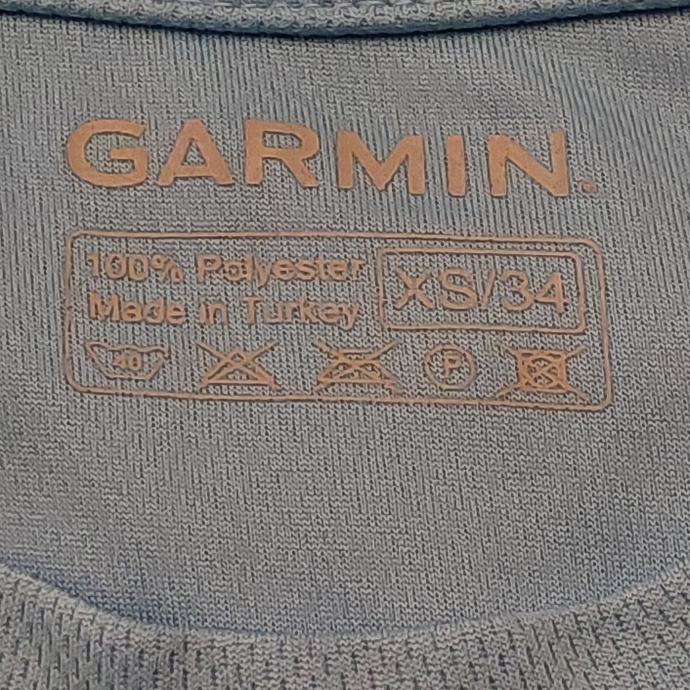 GARMIN
100% Polyester
Made in Turkey
XS/34
40
P